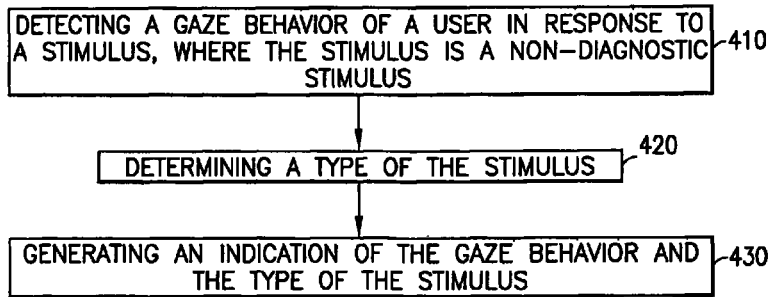 DETECTING A GAZE BEHAVIOR OF A USER IN RESPONSE TO
A STIMULUS, WHERE THE STIMULUS IS A NON-DIAGNOSTIC
STIMULUS
410
DETERMINING A TYPE OF THE STIMULUS
420
GENERATING AN INDICATION OF THE GAZE BEHAVIOR AND
THE TYPE OF THE STIMULUS
430